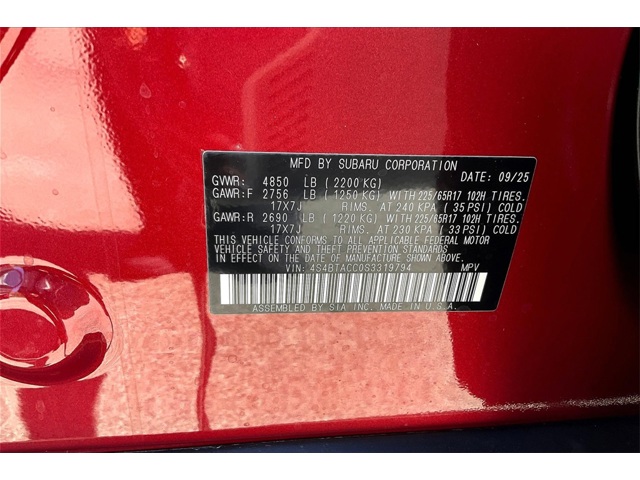 MFD BY SUBARU CORPORATION
DATE: 09/25
GVWR: 4850 LB (2200 KG)
GAWR:F 2756 LB (1250 KG) WITH 225/65R17 102H TIRES.
17X7J RIMS. AT 240 KPA ( 35 PSI) COLD
GAWR:R 2690 LB (1220 KG) WITH 225/65R17 102H TIRES.
17X7J RIMS. AT 230 KPA ( 33 PSI) COLD
THIS VEHICLE CONFORMS TO ALL APPLICABLE FEDERAL MOTOR
VEHICLE SAFETY AND THEFT PREVENTION STANDARDS
IN EFFECT ON THE DATE OF MANUFACTURE SHOWN ABOVE.
VIN: 4S4BTACC0S3319794 MPV
ASSEMBLED BY SIA INC. MADE IN U.S.A.